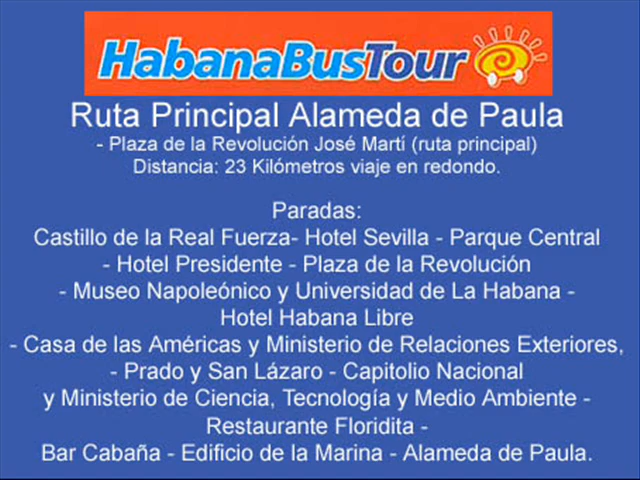 HabanaBusTour
Ruta Principal Alameda de Paula
- Plaza de la Revolución José Martí (ruta principal)
Distancia: 23 Kilómetros viaje en redondo.
Paradas:
Castillo de la Real Fuerza- Hotel Sevilla - Parque Central
- Hotel Presidente - Plaza de la Revolución
- Museo Napoleónico y Universidad de La Habana -
Hotel Habana Libre
- Casa de las Américas y Ministerio de Relaciones Exteriores,
- Prado y San Lázaro - Capitolio Nacional
y Ministerio de Ciencia, Tecnología y Medio Ambiente -
Restaurante Floridita -
Bar Cabaña - Edificio de la Marina - Alameda de Paula.